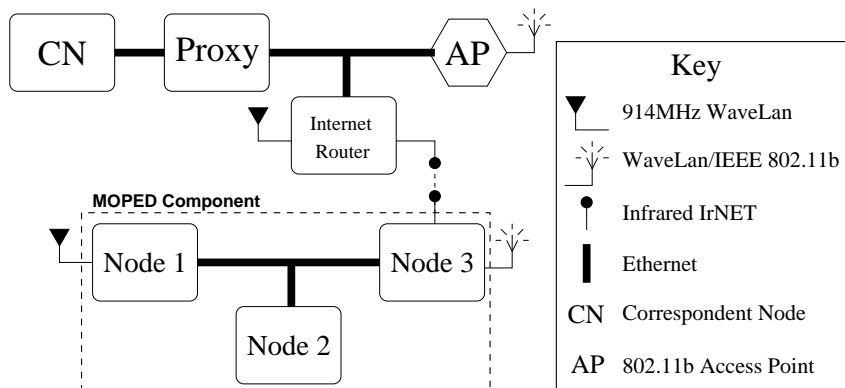 CN
Proxy
AP
Internet
Router
MOPED Component
Node 1
Node 3
Node 2
Key
914MHz WaveLan
WaveLan/IEEE 802.11b
Infrared IrNET
Ethernet
CN Correspondent Node
AP 802.11b Access Point